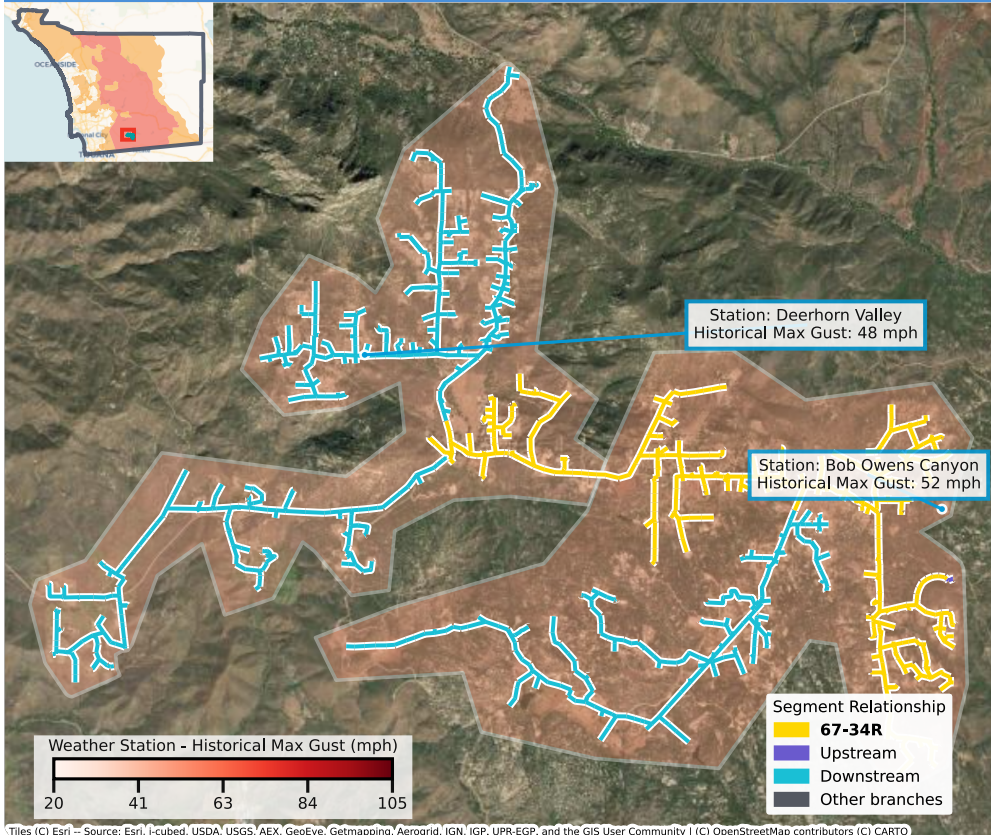 OCEANSIDE
nal City
Station: Deerhorn Valley
Historical Max Gust: 48 mph
Station: Bob Owens Canyon
Historical Max Gust: 52 mph
Segment Relationship
67-34R
Upstream
Downstream
Other branches
Weather Station - Historical Max Gust (mph)
20 41 63 84 105
Tiles (C) Esri -- Source: Esri, i-cubed, USDA, USGS, AEX, GeoEye, Getmapping, Aerogrid, IGN, IGP, UPR-EGP, and the GIS User Community | (C) OpenStreetMap contributors (C) CARTO